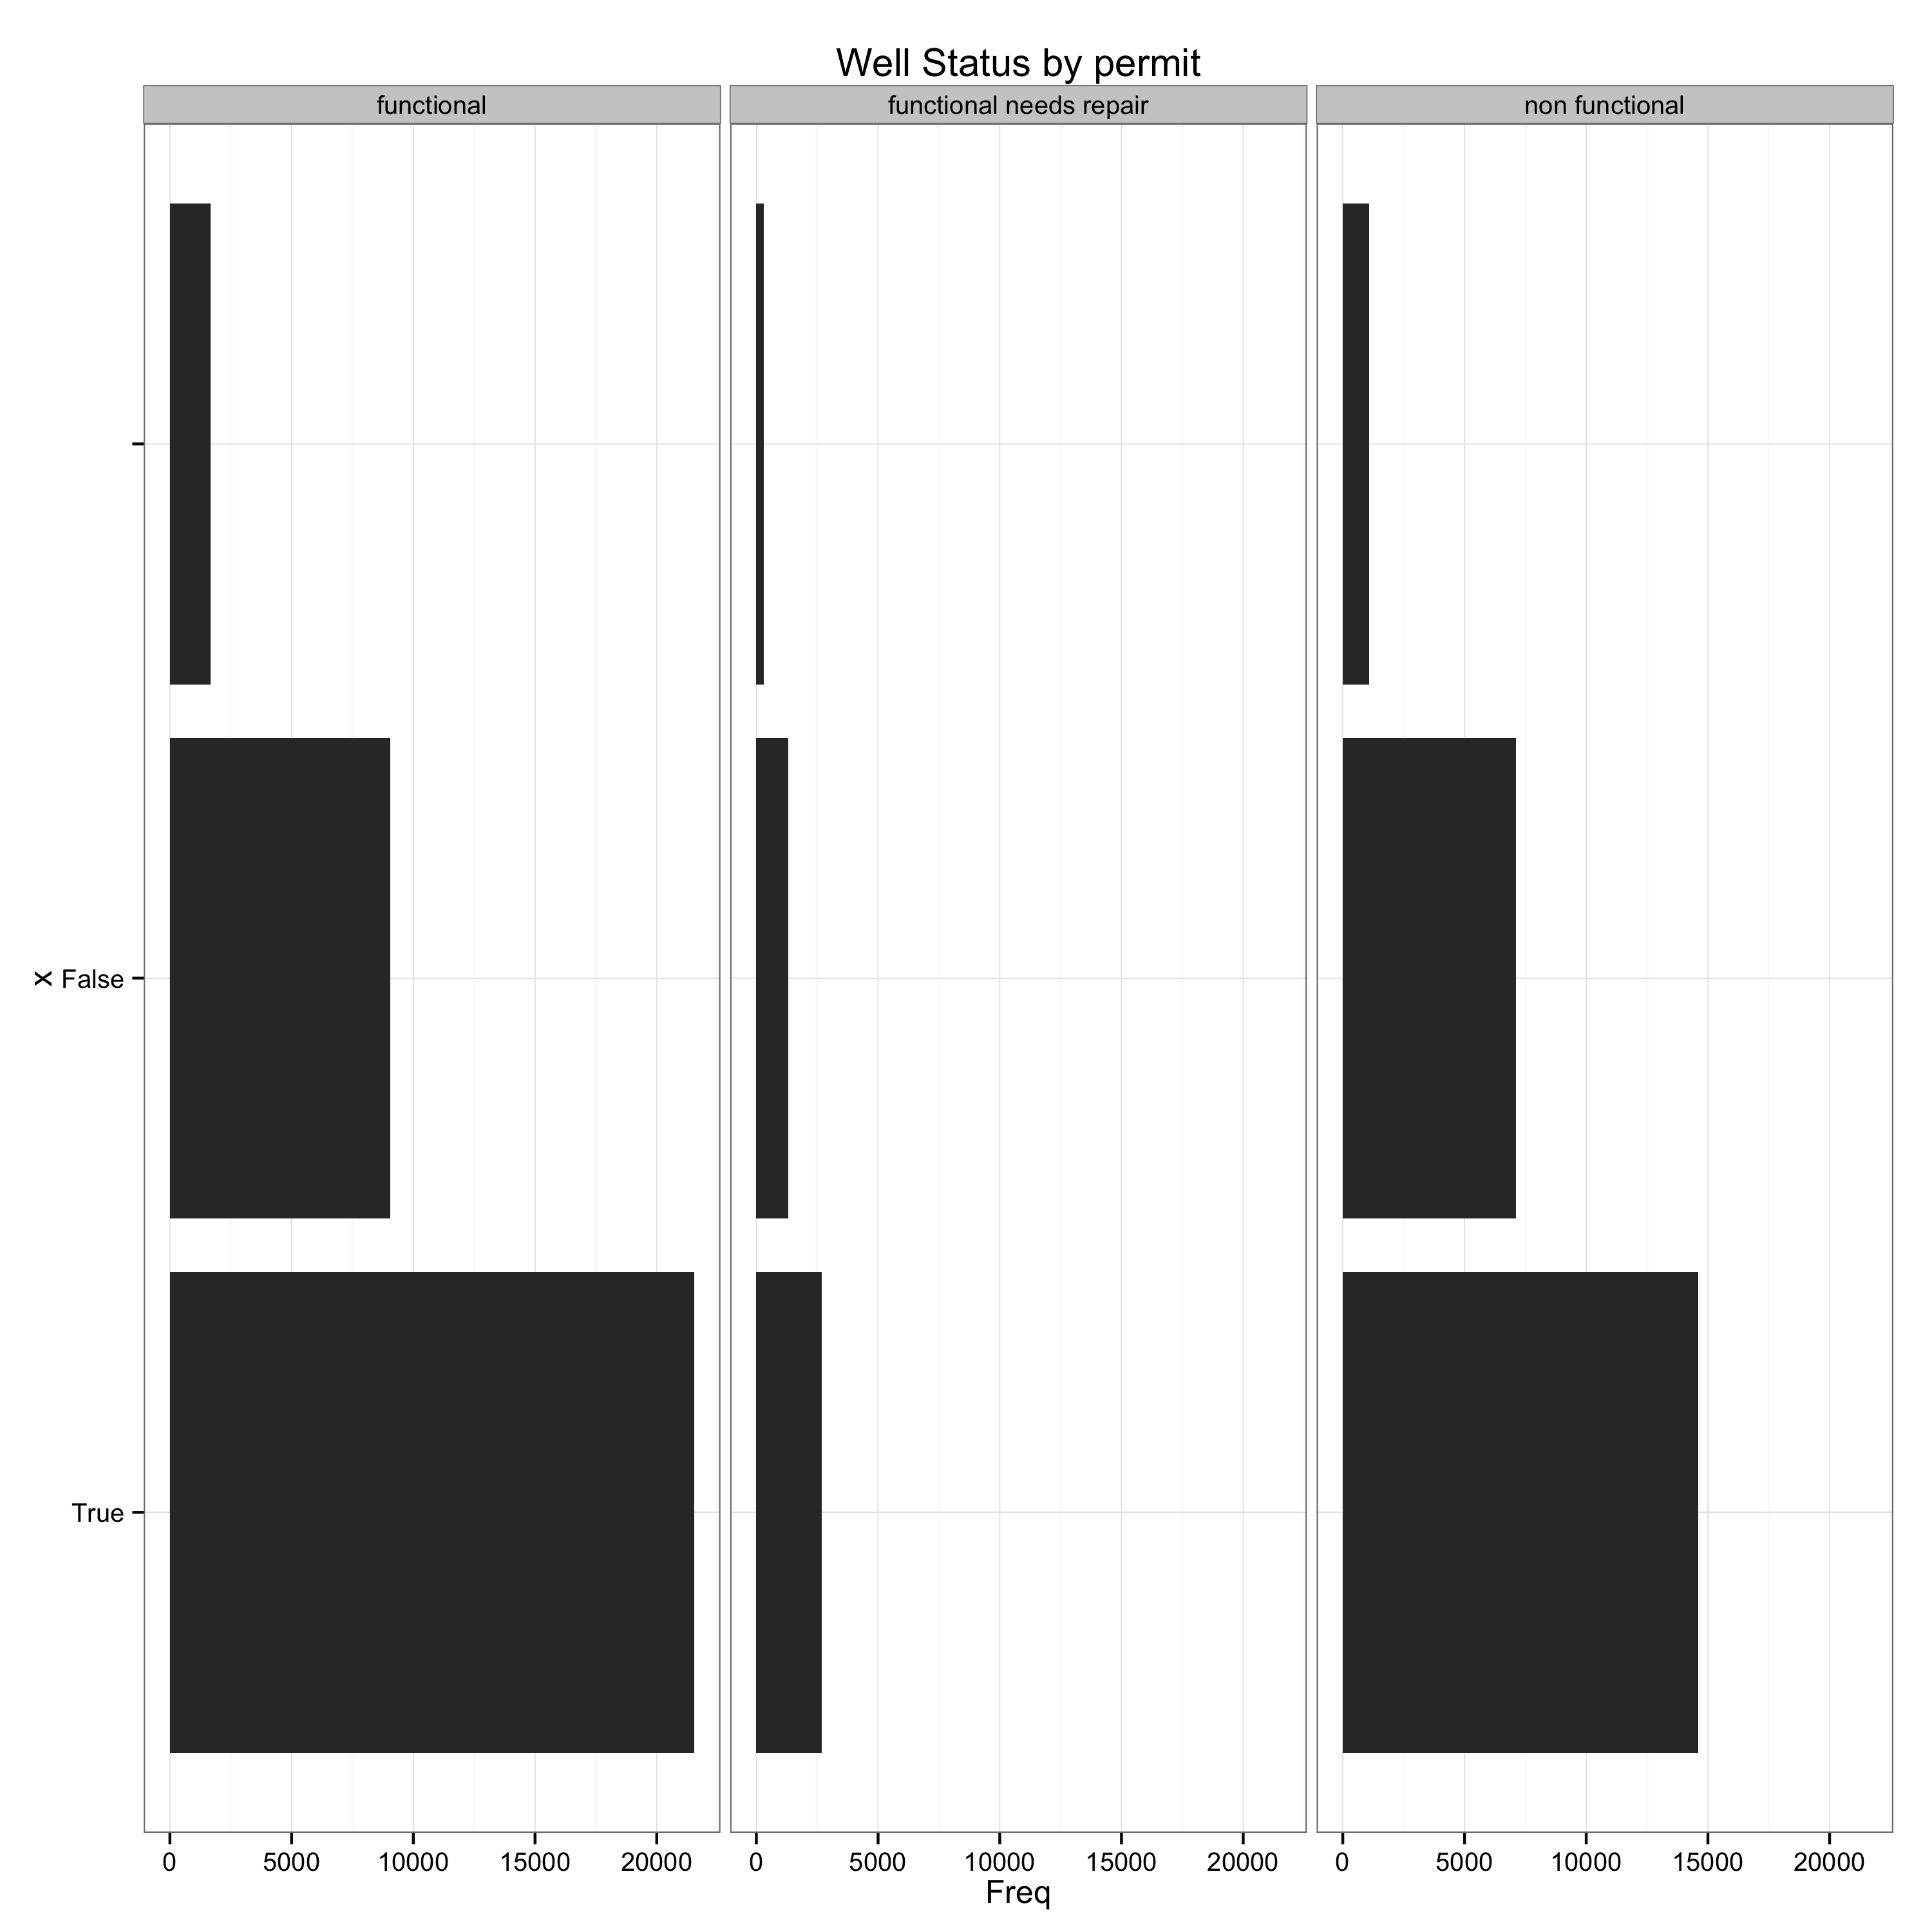 Well Status by permit
functional
functional needs repair
non functional
x
False
True
0 5000 10000 15000 20000
0 5000 10000 15000 20000
0 5000 10000 15000 20000
Freq